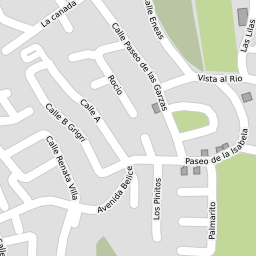 La canada
Calle Eneas
Las Lilas
Calle Paseo de las Garzas
Vista al Rio
Rocio
Calle A
Calle B Grigri
Calle Renata Villa
Avenida Belice
Paseo de la Isabela
Los Pinitos
Palmarito